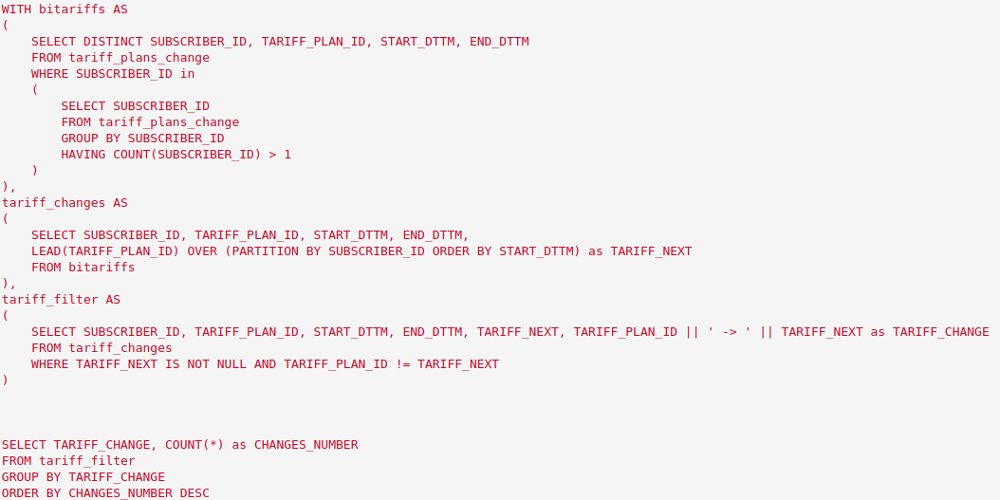 WITH bitariffs AS
(
    SELECT DISTINCT SUBSCRIBER_ID, TARIFF_PLAN_ID, START_DTTM, END_DTTM
    FROM tariff_plans_change
    WHERE SUBSCRIBER_ID in
    (
        SELECT SUBSCRIBER_ID
        FROM tariff_plans_change
        GROUP BY SUBSCRIBER_ID
        HAVING COUNT(SUBSCRIBER_ID) > 1
    )
),
tariff_changes AS
(
    SELECT SUBSCRIBER_ID, TARIFF_PLAN_ID, START_DTTM, END_DTTM,
    LEAD(TARIFF_PLAN_ID) OVER (PARTITION BY SUBSCRIBER_ID ORDER BY START_DTTM) as TARIFF_NEXT
    FROM bitariffs
),
tariff_filter AS
(
    SELECT SUBSCRIBER_ID, TARIFF_PLAN_ID, START_DTTM, END_DTTM, TARIFF_NEXT, TARIFF_PLAN_ID || ' -> ' || TARIFF_NEXT as TARIFF_CHANGE
    FROM tariff_changes
    WHERE TARIFF_NEXT IS NOT NULL AND TARIFF_PLAN_ID != TARIFF_NEXT
)
SELECT TARIFF_CHANGE, COUNT(*) as CHANGES_NUMBER
FROM tariff_filter
GROUP BY TARIFF_CHANGE
ORDER BY CHANGES_NUMBER DESC